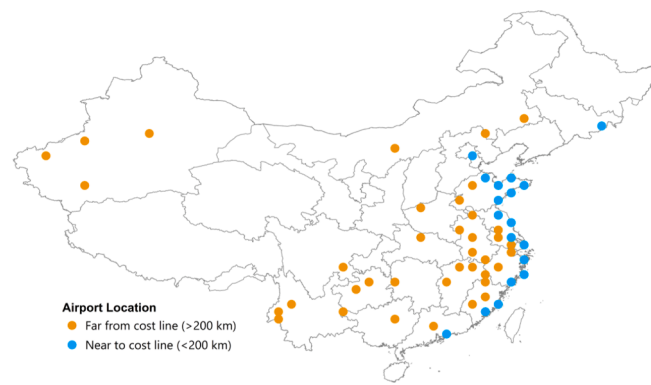 Airport Location
Far from cost line (>200 km)
Near to cost line (<200 km)